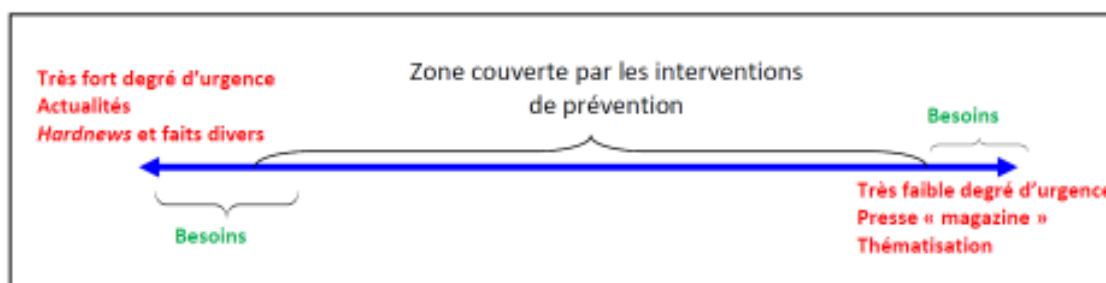 Très fort degré d'urgence
Actualités
Hardnews et faits divers
Zone couverte par les interventions
de prévention
Besoins
Besoins
Très faible degré d'urgence
Presse « magazine »
Thématisation